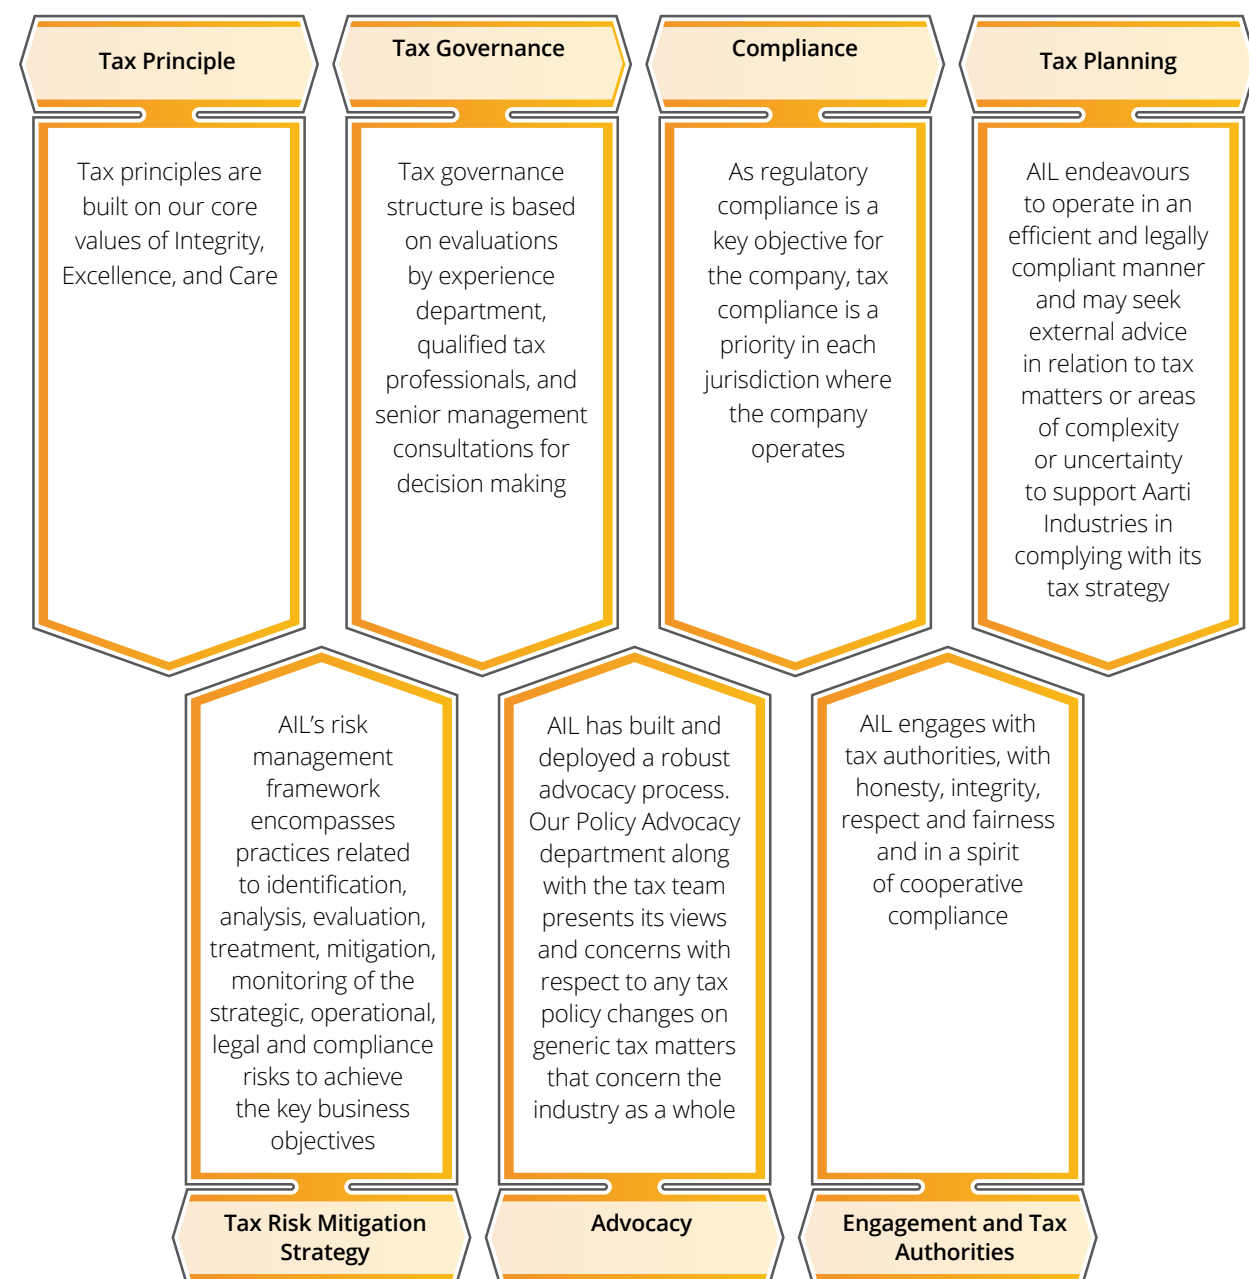 Tax Principle
Tax principles are
built on our core
values of Integrity,
Excellence, and Care
Tax Governance
Tax governance
structure is based
on evaluations
by experience
department,
qualified tax
professionals, and
senior management
consultations for
decision making
Compliance
As regulatory
compliance is a
key objective for
the company, tax
compliance is a
priority in each
jurisdiction where
the company
operates
Tax Planning
AIL endeavours
to operate in an
efficient and legally
compliant manner
and may seek
external advice
in relation to tax
matters or areas
of complexity
or uncertainty
to support Aarti
Industries in
complying with its
tax strategy
AIL’s risk
management
framework
encompasses
practices related
to identification,
analysis, evaluation,
treatment, mitigation,
monitoring of the
strategic, operational,
legal and compliance
risks to achieve
the key business
objectives
Tax Risk Mitigation
Strategy
AIL has built and
deployed a robust
advocacy process.
Our Policy Advocacy
department along
with the tax team
presents its views
and concerns with
respect to any tax
policy changes on
generic tax matters
that concern the
industry as a whole
Advocacy
AIL engages with
tax authorities, with
honesty, integrity,
respect and fairness
and in a spirit
of cooperative
compliance
Engagement and Tax
Authorities